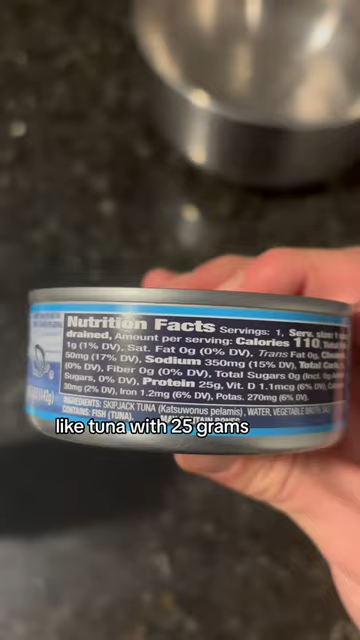 Nutrition Facts Servings: 1, Serv. size: 1
drained, Amount per serving: Calories 110, Total
1g (1% DV), Sat. Fat 0g (0% DV), Trans Fat 0g,
50mg (17% DV), Sodium 350mg (15% DV), Total
(0% DV), Fiber 0g (0% DV), Total Sugars 0g (Incl. 0g
Sugars, 0% DV), Protein 25g, Vit. D 1.1mcg (6% DV),
30mg (2% DV), Iron 1.2mg (6% DV), Potas. 270mg (6% DV).
INGREDIENTS: SKIPJACK TUNA (Katsuwonus pelamis), WATER, VEGETABLE BROTH,
CONTAINS: FISH (TUNA).
like tuna with 25 grams